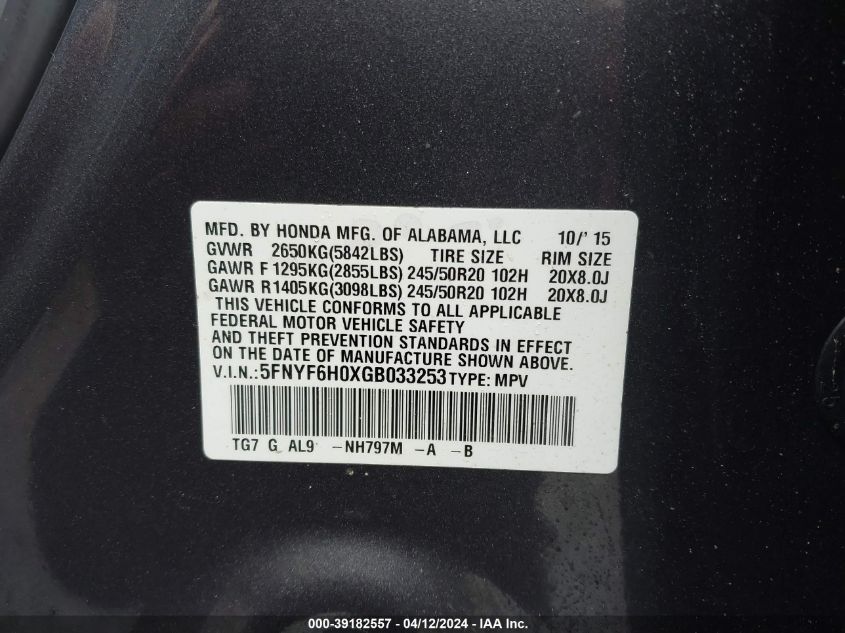 MFD. BY HONDA MFG. OF ALABAMA, LLC 10/'15
GVWR 2650KG(5842LBS) TIRE SIZE RIM SIZE
GAWR F 1295KG(2855LBS) 245/50R20 102H 20X8.0J
GAWR R1405KG(3098LBS) 245/50R20 102H 20X8.0J
THIS VEHICLE CONFORMS TO ALL APPLICABLE
FEDERAL MOTOR VEHICLE SAFETY
AND THEFT PREVENTION STANDARDS IN EFFECT
ON THE DATE OF MANUFACTURE SHOWN ABOVE.
V.I.N.:5FNYF6H0XGB033253 TYPE: MPV
TG7 G AL9 -NH797M -A -B
000-39182557 - 04/12/2024 - IAA Inc.